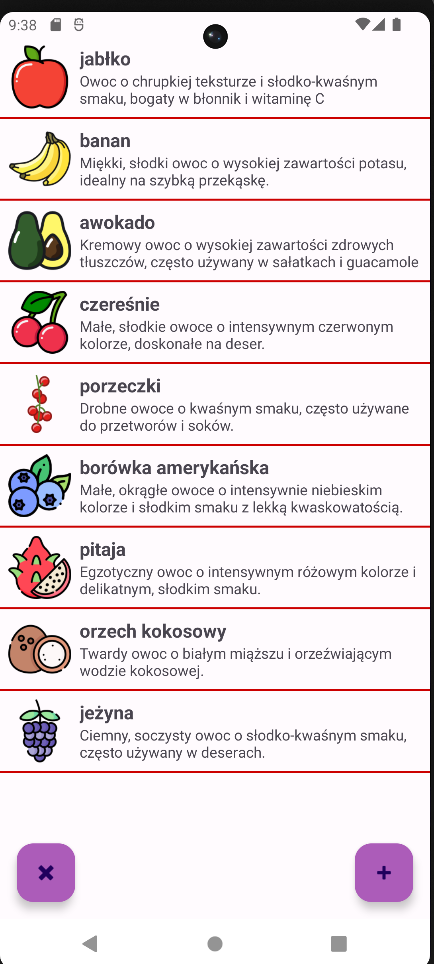 9:38
jabłko
Owoc o chrupkiej teksturze i słodko-kwaśnym
smaku, bogaty w błonnik i witaminę C
banan
Miękki, słodki owoc o wysokiej zawartości potasu,
idealny na szybką przekąskę.
awokado
Kremowy owoc o wysokiej zawartości zdrowych
tłuszczów, często używany w sałatkach i guacamole
czereśnie
Małe, słodkie owoce o intensywnym czerwonym
kolorze, doskonałe na deser.
porzeczki
Drobne owoce o kwaśnym smaku, często używane
do przetworów i soków.
borówka amerykańska
Małe, okrągłe owoce o intensywnie niebieskim
kolorze i słodkim smaku z lekką kwaskowatością.
pitaja
Egzotyczny owoc o intensywnym różowym kolorze i
delikatnym, słodkim smaku.
orzech kokosowy
Twardy owoc o białym miąższu i orzeźwiającym
wodzie kokosowej.
jeżyna
Ciemny, soczysty owoc o słodko-kwaśnym smaku,
często używany w deserach.